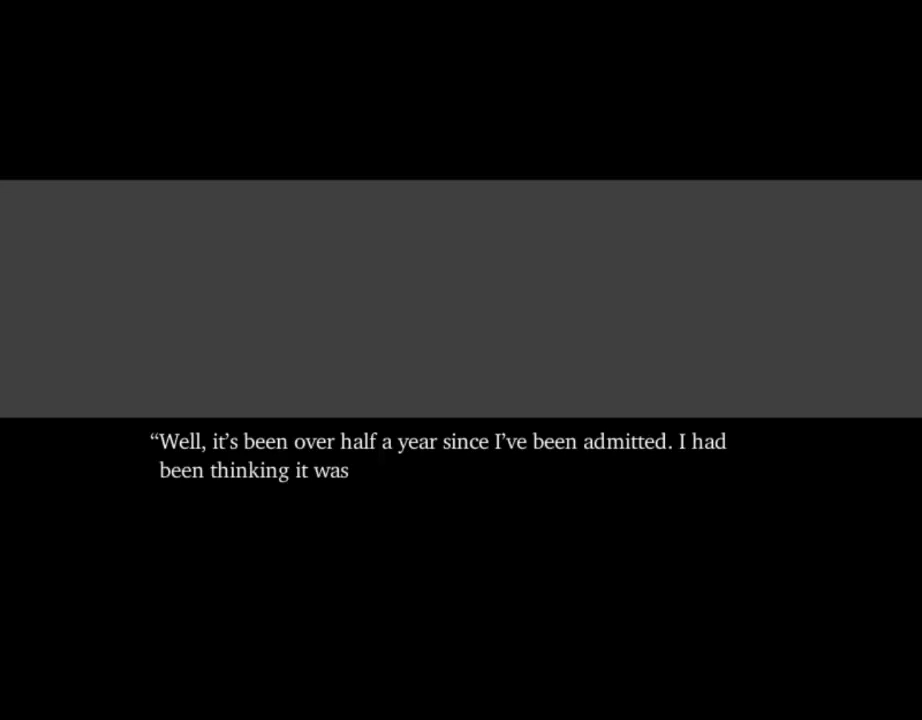 “Well, it’s been over half a year since I’ve been admitted. I had
been thinking it was